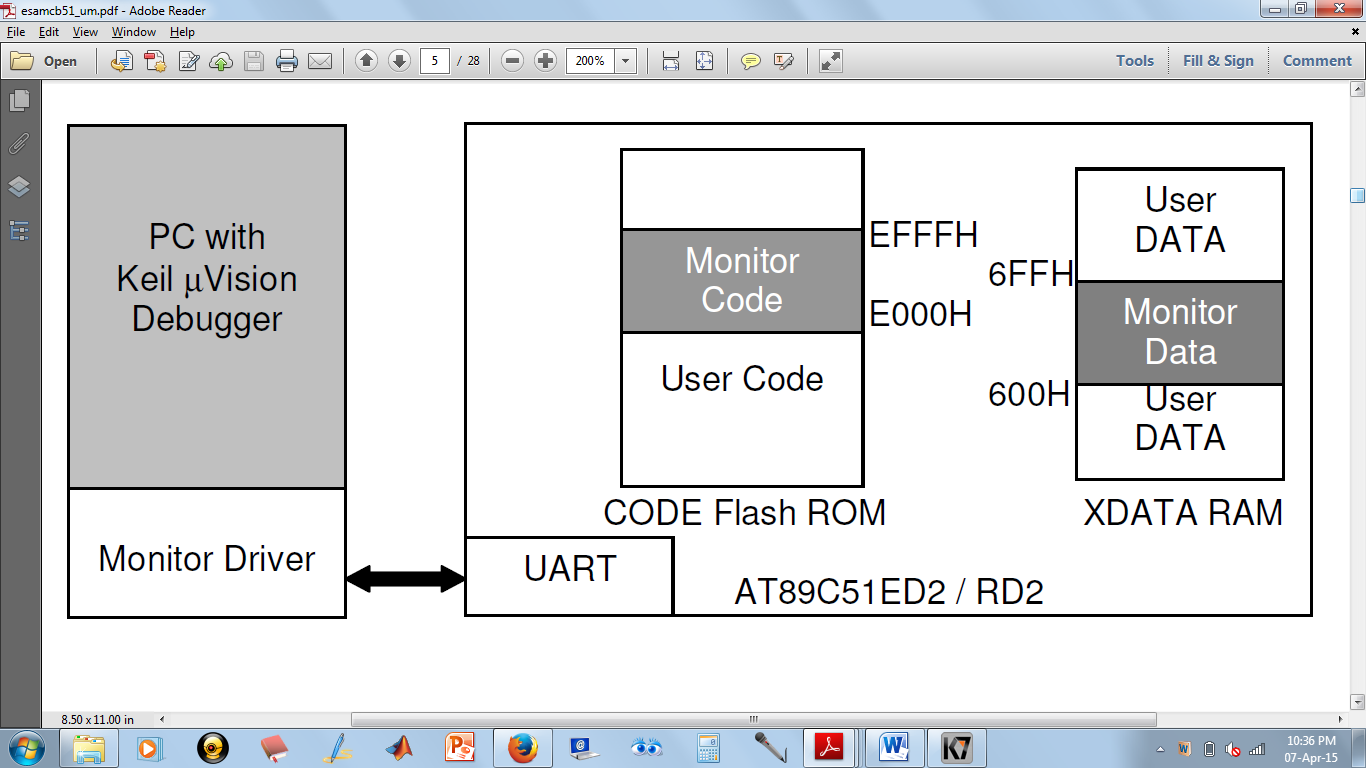 esamcb51_um.pdf - Adobe Reader
File Edit View Window Help
Open 5 / 28 200% Tools Fill & Sign Comment
PC with
Keil µVision
Debugger
Monitor Driver
Monitor
Code
User Code
EFFFH
E000H
CODE Flash ROM
6FFH
600H
User
DATA
Monitor
Data
User
DATA
XDATA RAM
UART
AT89C51ED2 / RD2
8.50 x 11.00 in
K7
10:36 PM
07-Apr-15